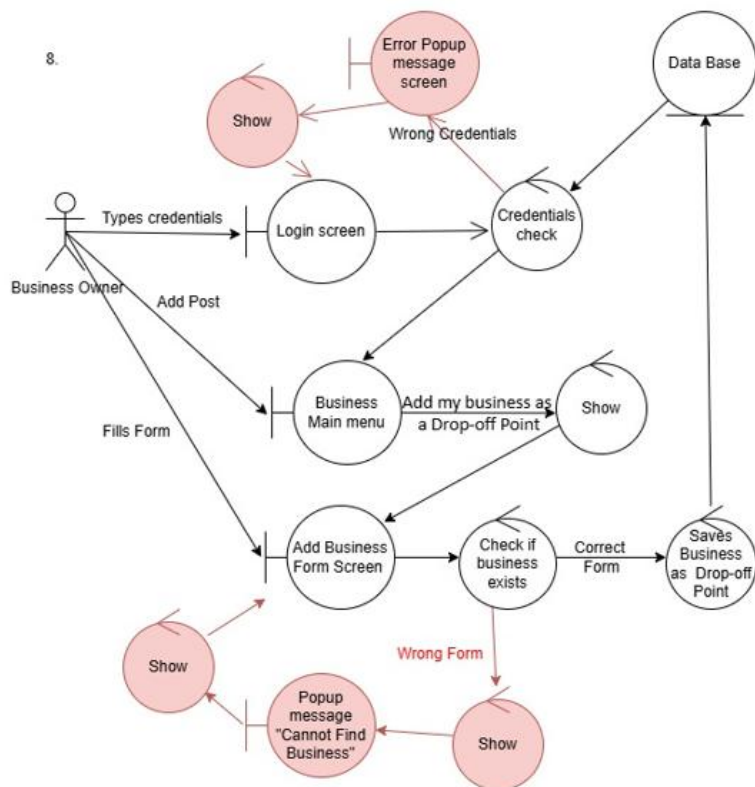 8.
Error Popup
message
screen
Data Base
Show
Wrong Credentials
Types credentials
Login screen
Credentials
check
Business Owner
Add Post
Business
Main menu
Add my business as
a Drop-off Point
Show
Fills Form
Add Business
Form Screen
Check if
business
exists
Correct
Form
Saves
Business
as Drop-off
Point
Wrong Form
Show
Popup
message
"Cannot Find
Business"
Show